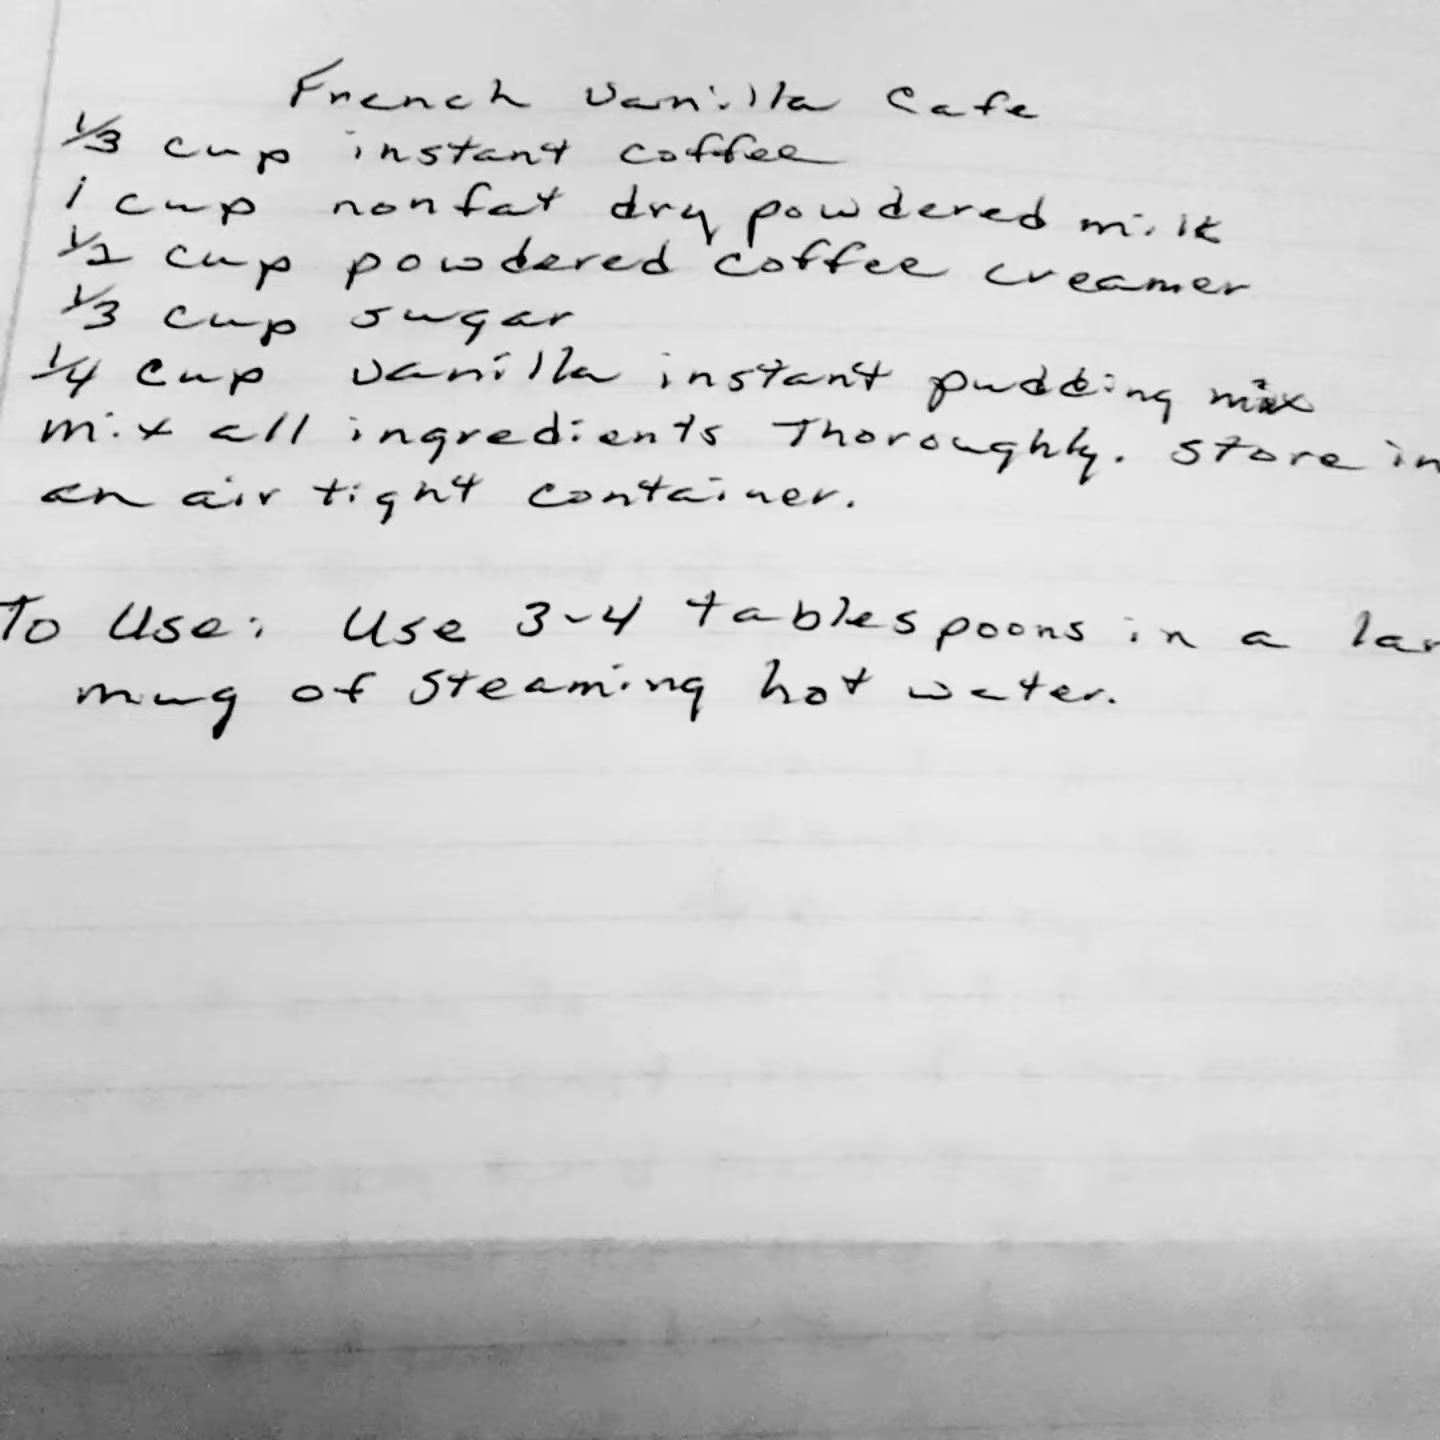 French Vanilla Cafe
1/3 cup instant coffee
1 cup nonfat dry powdered milk
1/2 cup powdered coffee creamer
1/3 cup sugar
1/4 cup vanilla instant pudding mix
mix all ingredients Thoroughly. Store in
an air tight container.
To Use: Use 3-4 tablespoons in a lar
mug of steaming hot water.